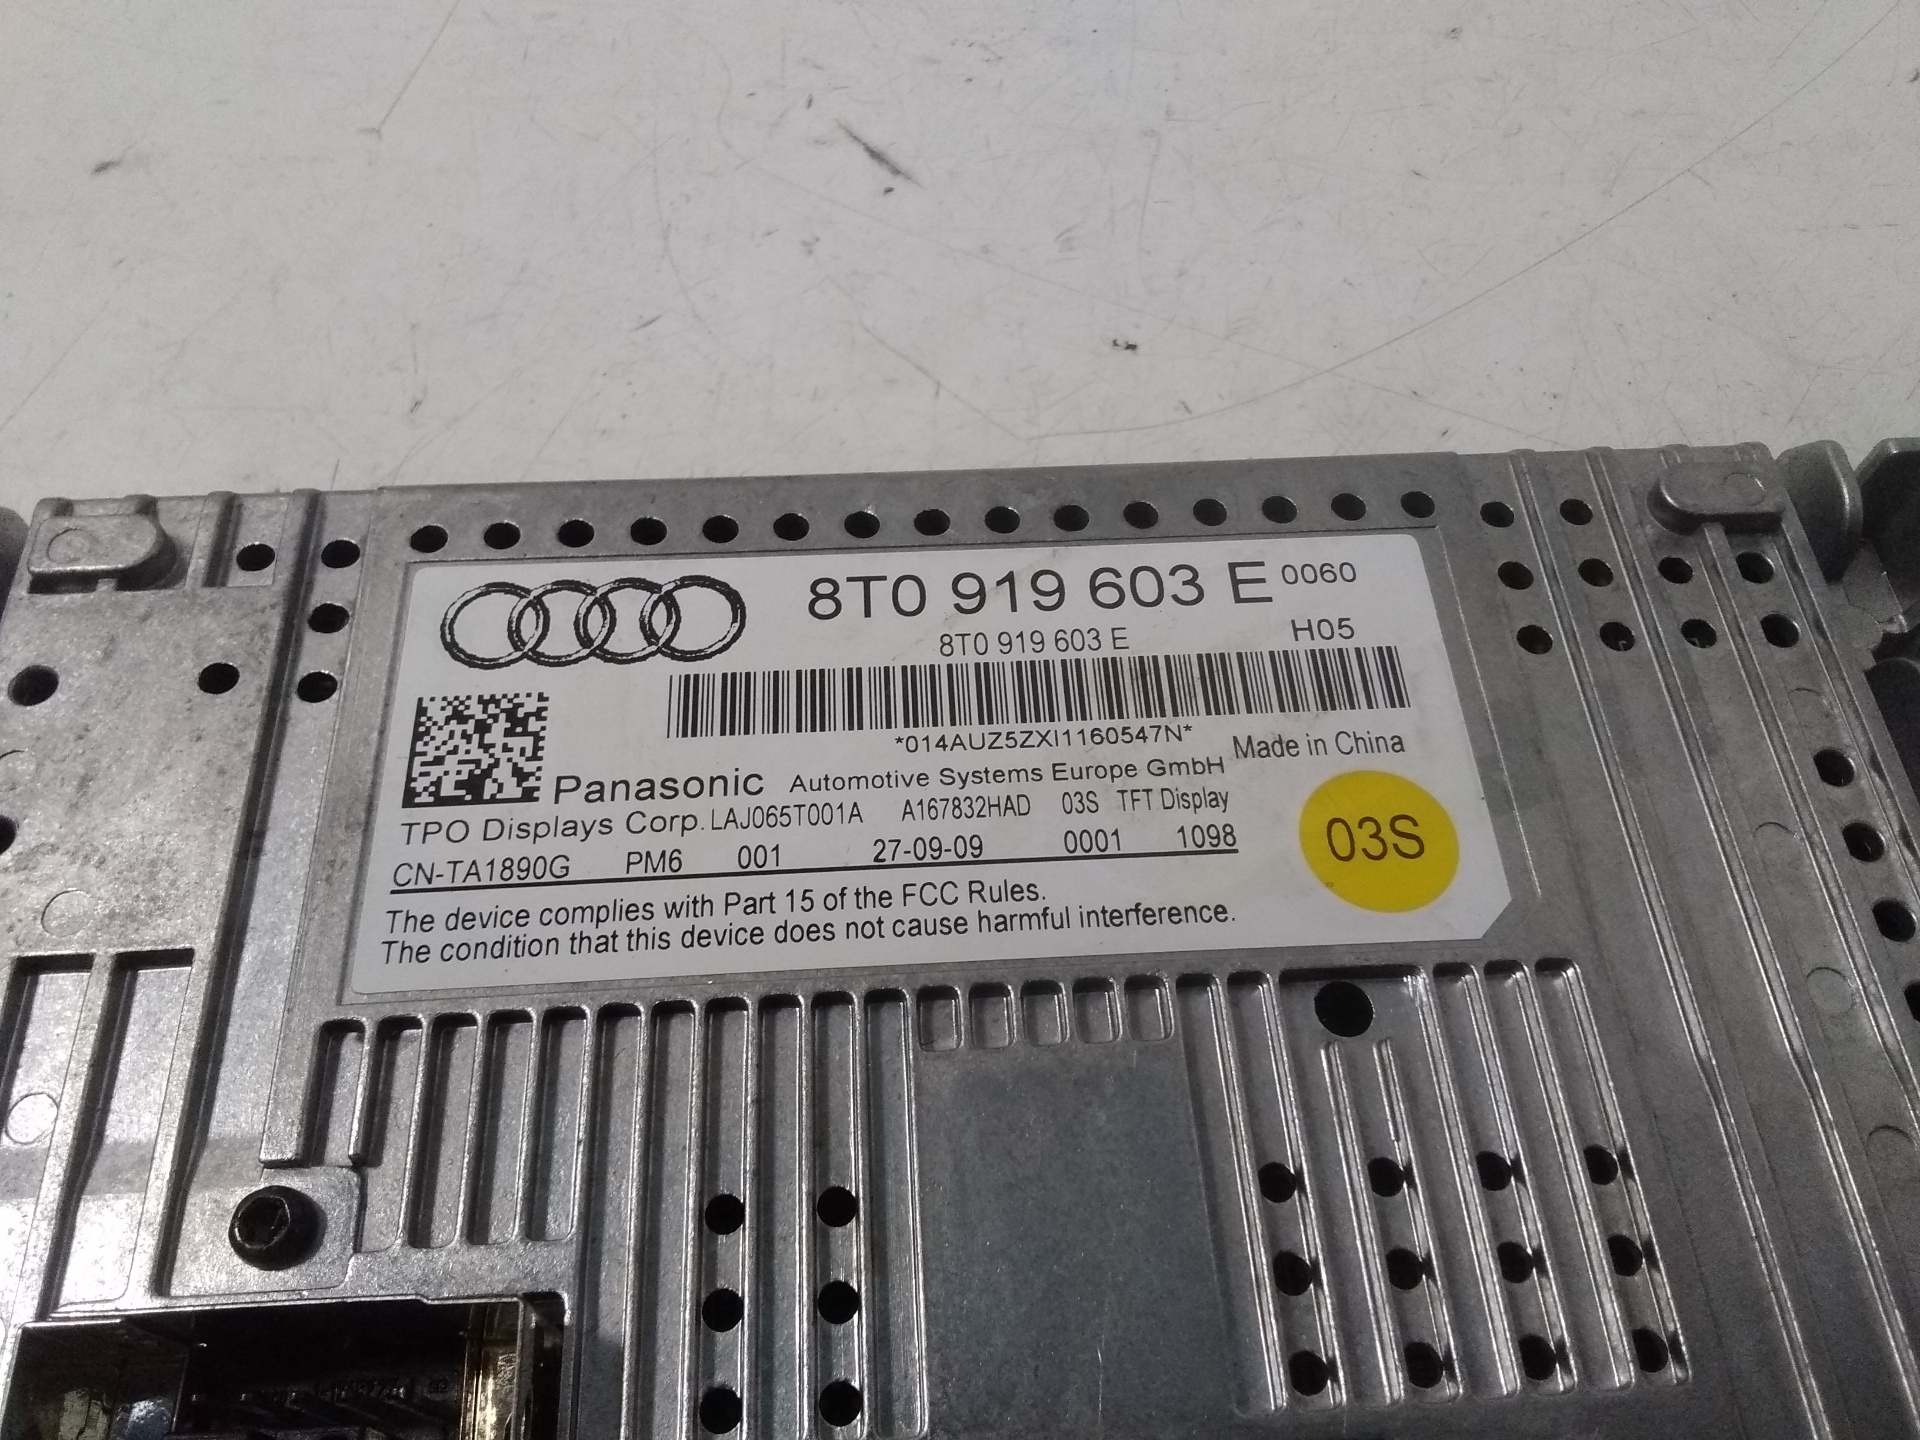 8T0 919 603 E 0060
8T0 919 603 E H05
*014AUZ5ZXI1160547N*
Panasonic Automotive Systems Europe GmbH Made in China
TPO Displays Corp. LAJ065T001A A167832HAD 03S TFT Display
CN-TA1890G PM6 001 27-09-09 0001 1098
03S
The device complies with Part 15 of the FCC Rules.
The condition that this device does not cause harmful interference.